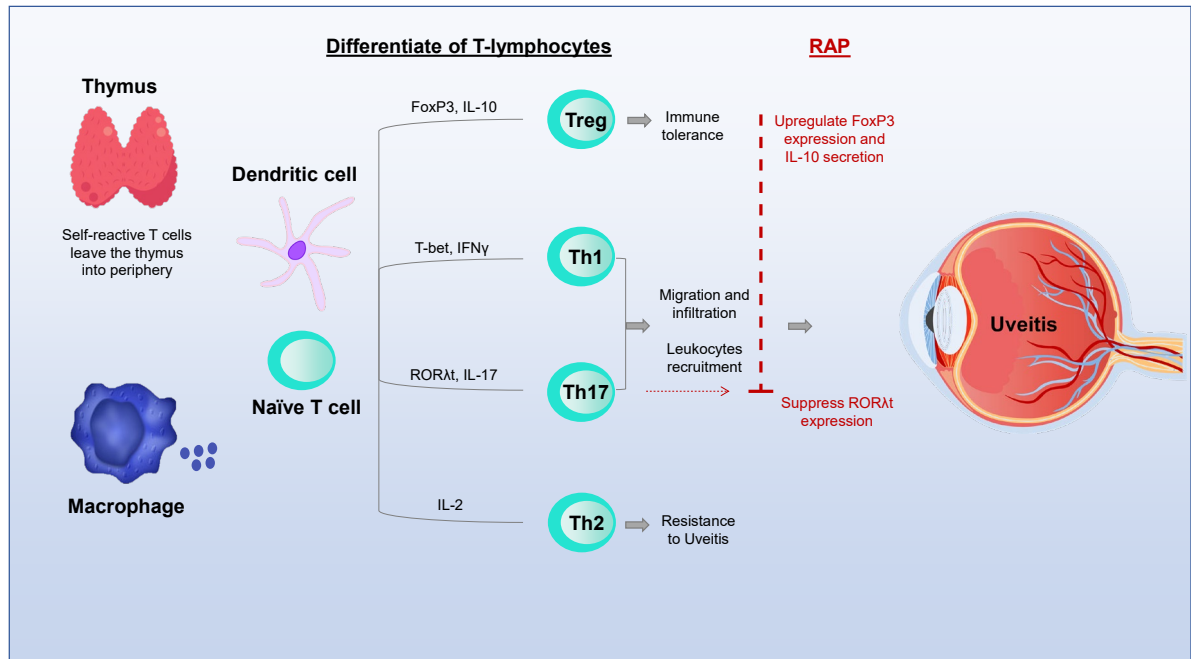 Differentiate of T-lymphocytes
RAP
Thymus
Self-reactive T cells
leave the thymus
into periphery
Macrophage
Dendritic cell
Naïve T cell
FoxP3, IL-10
Treg
Immune
tolerance
Upregulate FoxP3
expression and
IL-10 secretion
T-bet, IFNγ
Th1
Migration and
infiltration
Leukocytes
recruitment
RORλt, IL-17
Th17
Suppress RORλt
expression
Uveitis
IL-2
Th2
Resistance
to Uveitis